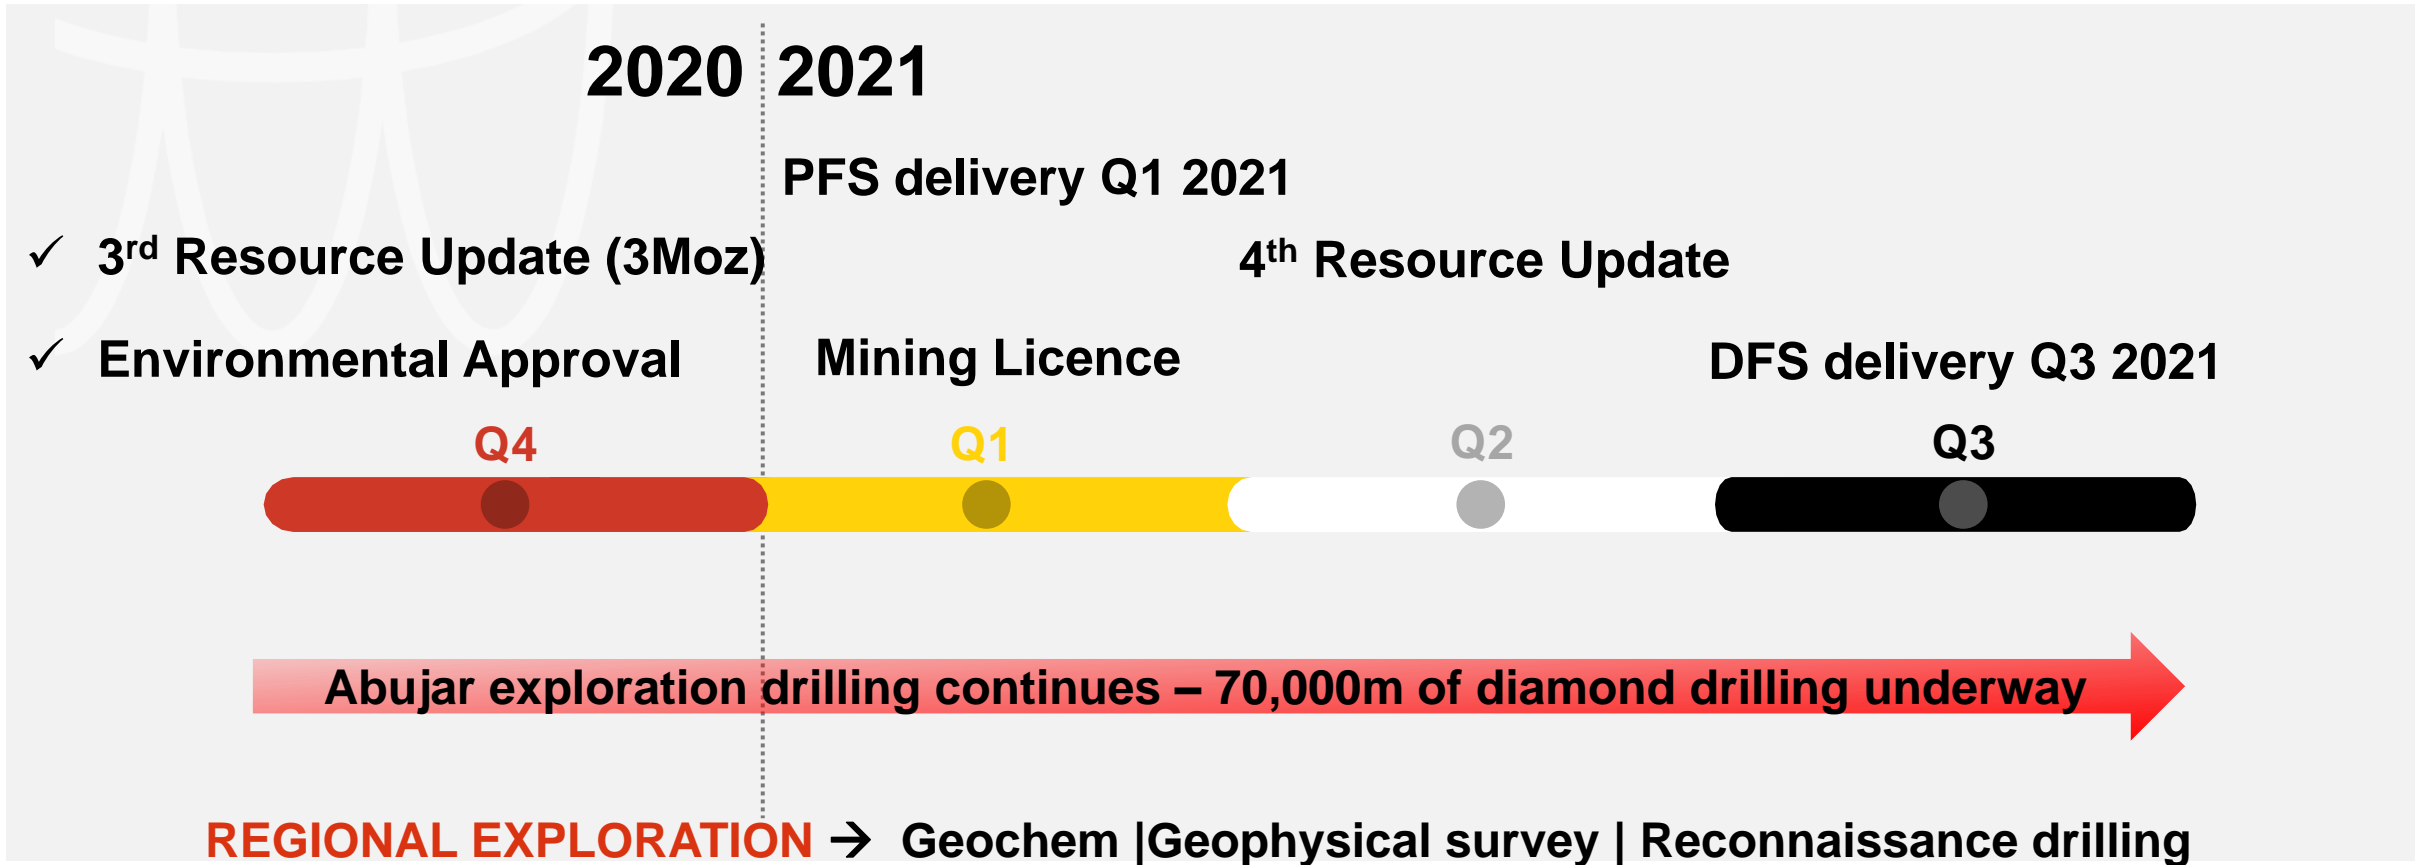 2020 2021
PFS delivery Q1 2021
✓ 3rd Resource Update (3Moz)
4th Resource Update
✓ Environmental Approval
Mining Licence
DFS delivery Q3 2021
Q4 Q1 Q2 Q3
Abujar exploration drilling continues – 70,000m of diamond drilling underway
REGIONAL EXPLORATION → Geochem |Geophysical survey | Reconnaissance drilling